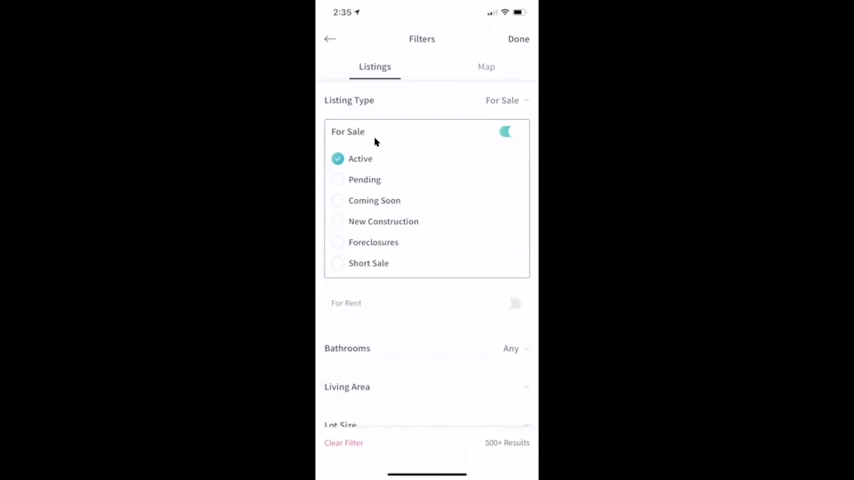 2:35
Filters Done
Listings Map
Listing Type For Sale
For Sale
Active
Pending
Coming Soon
New Construction
Foreclosures
Short Sale
For Rent
Bathrooms Any
Living Area
Lot Size
Clear Filter 500+ Results